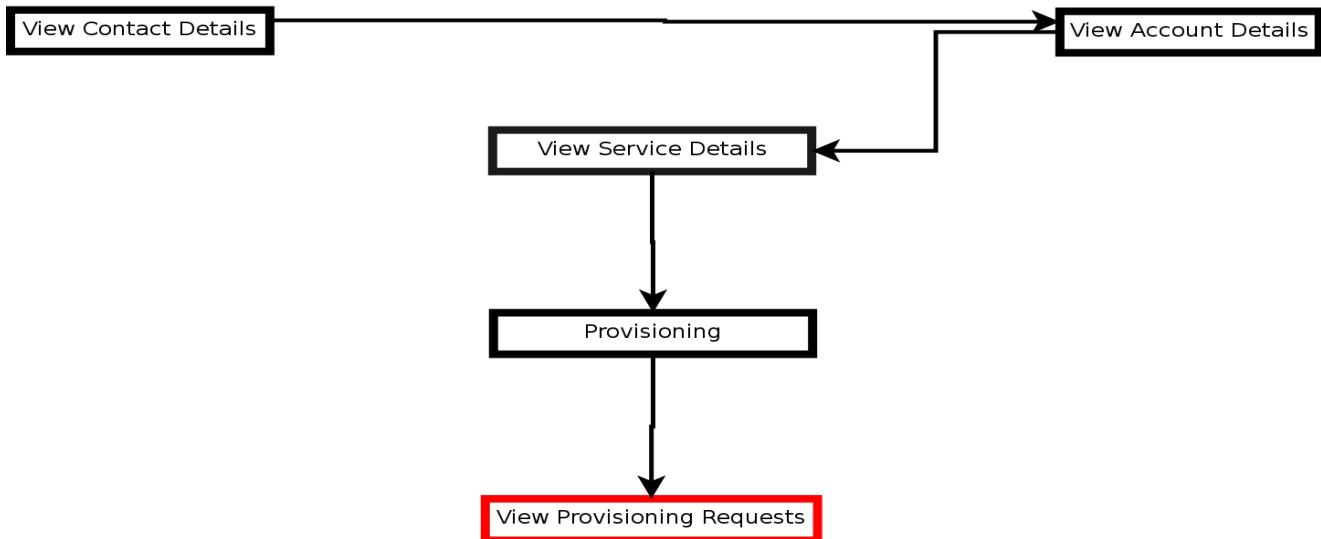 View Contact Details
View Account Details
View Service Details
Provisioning
View Provisioning Requests